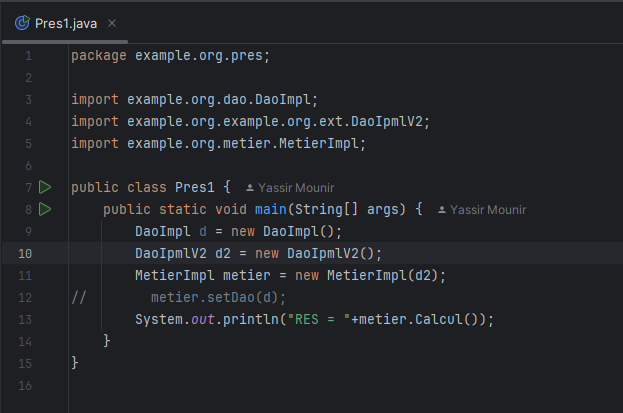 Pres1.java
1 package example.org.pres;
2
3 import example.org.dao.DaoImpl;
4 import example.org.example.org.ext.DaoIpmlV2;
5 import example.org.metier.MetierImpl;
6
7 public class Pres1 { Yassir Mounir
8 public static void main(String[] args) { Yassir Mounir
9 DaoImpl d = new DaoImpl();
10 DaoIpmlV2 d2 = new DaoIpmlV2();
11 MetierImpl metier = new MetierImpl(d2);
12 // metier.setDao(d);
13 System.out.println("RES = "+metier.Calcul());
14 }
15 }
16